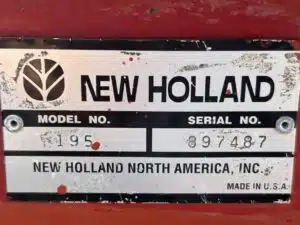 NEW HOLLAND
MODEL NO. SERIAL NO.
195 897487
NEW HOLLAND NORTH AMERICA, INC.
MADE IN U.S.A.